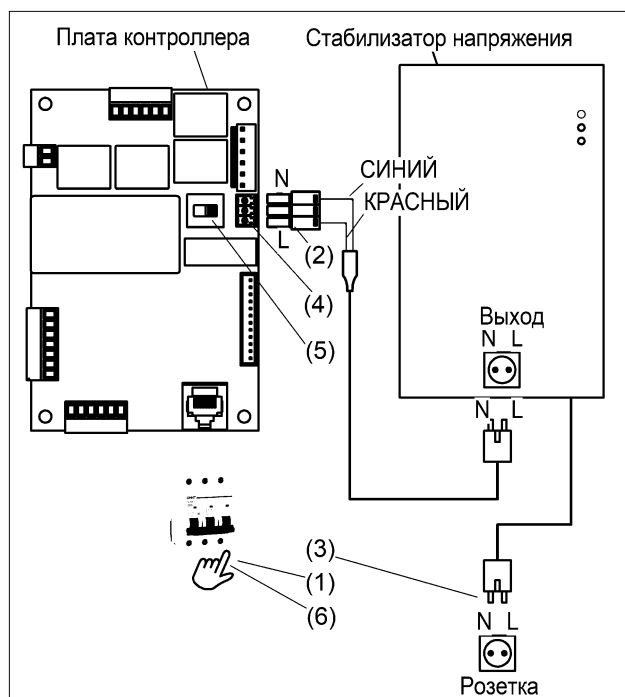 Плата контроллера
Стабилизатор напряжения
СИНИЙ
КРАСНЫЙ
N
L
(2)
(4)
(5)
Выход
N L
N L
(3)
(1)
(6)
N L
Розетка